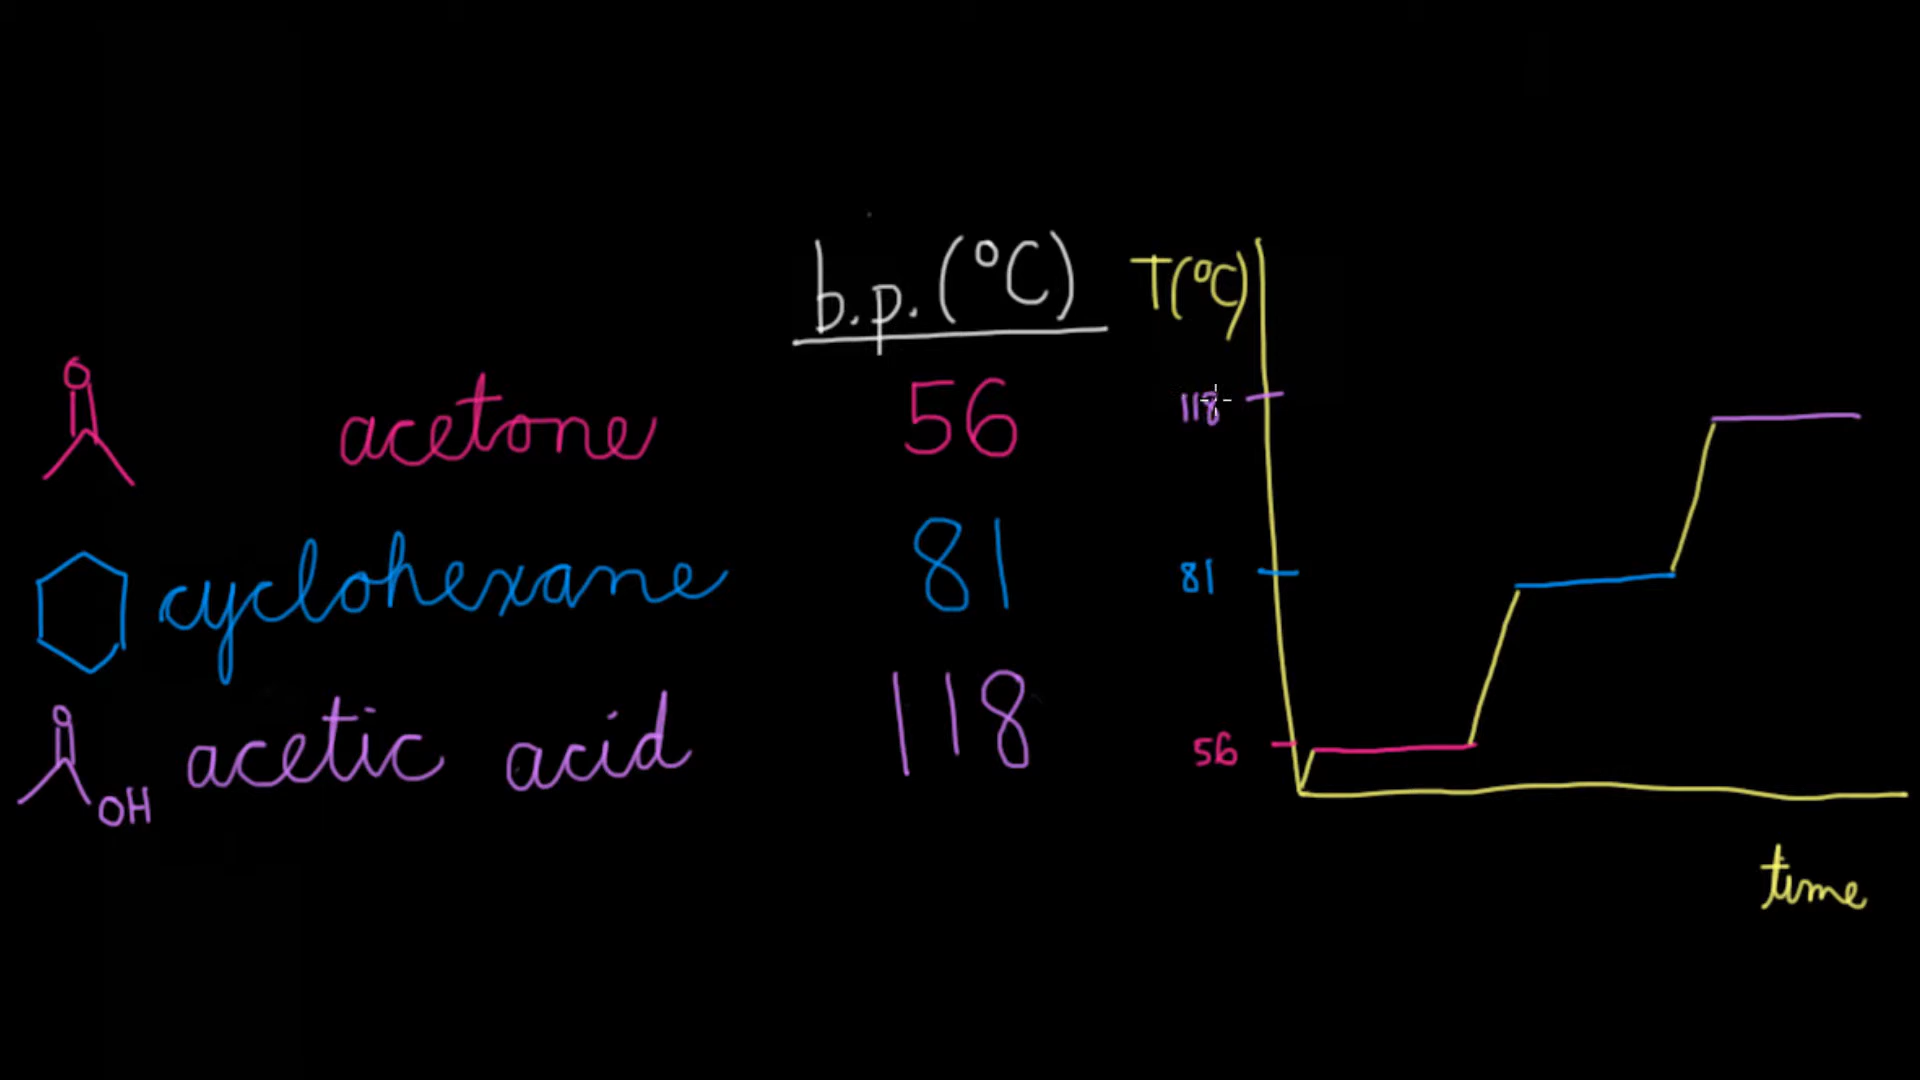 b.p. (°C)
O
acetone 56
cyclohexane 81
O
OH acetic acid 118
T(°C)
118
81
56
time